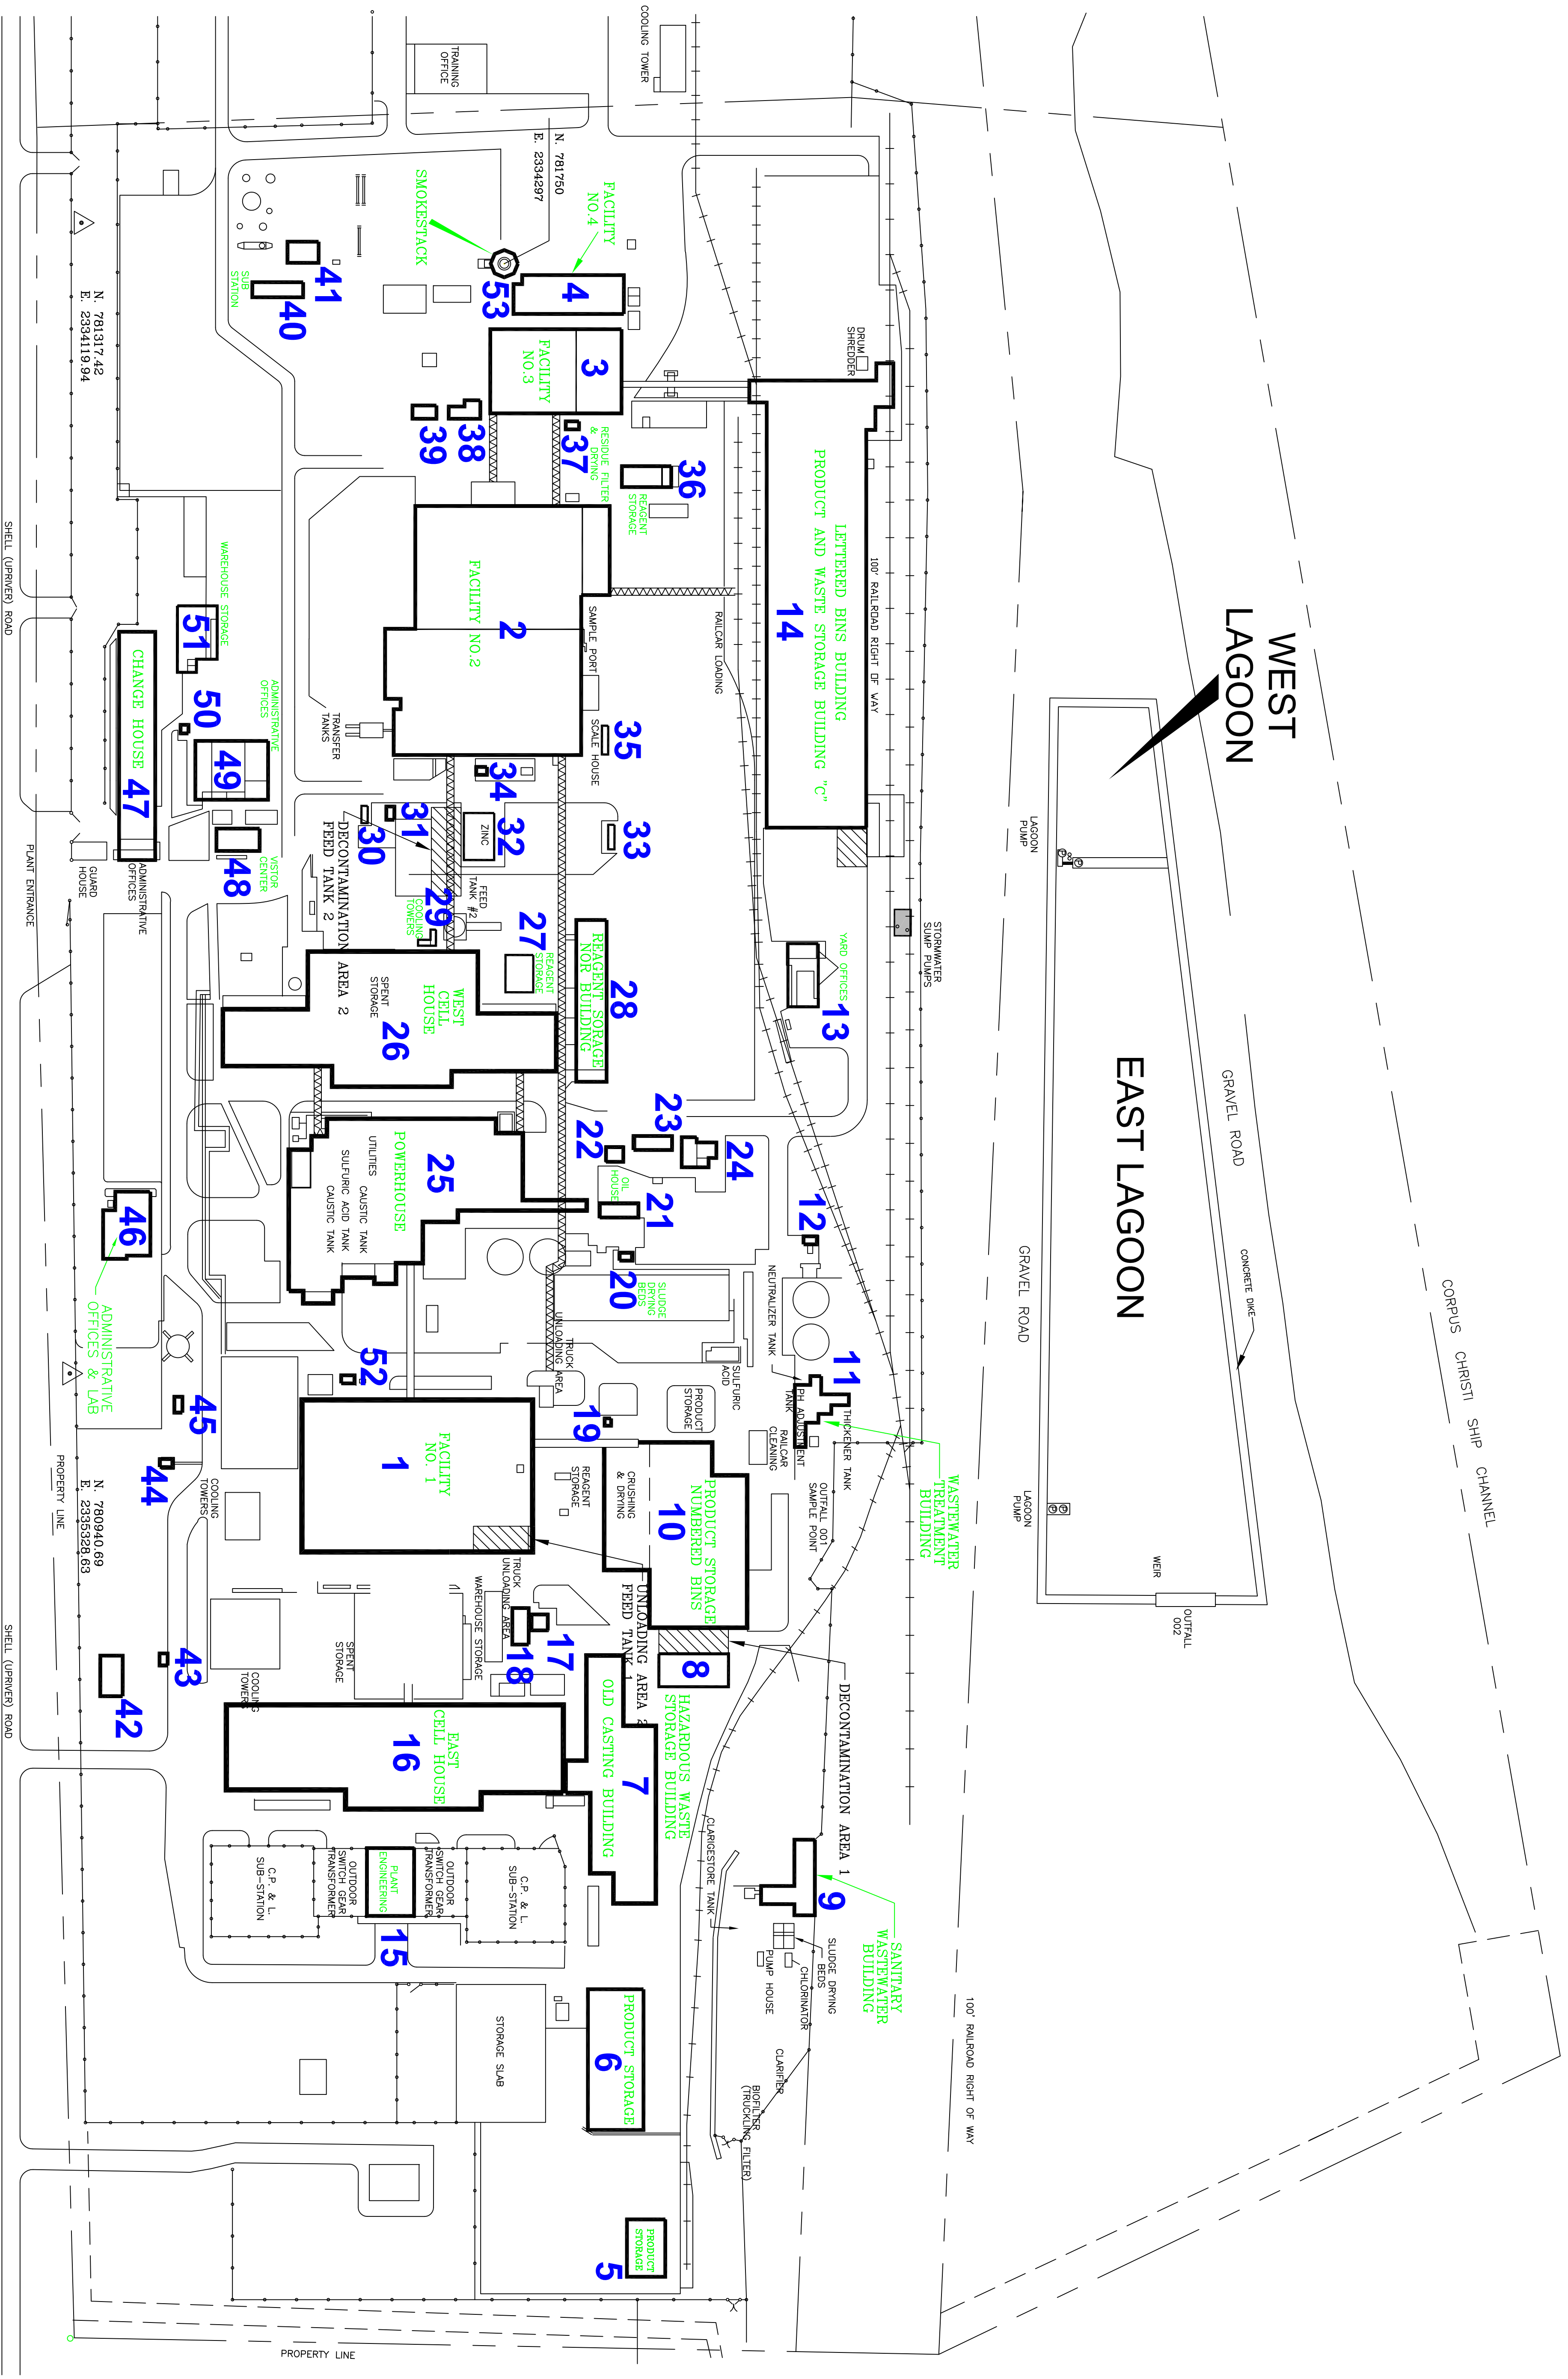 WEST
LAGOON
EAST LAGOON
CORPUS CHRISTI SHIP CHANNEL
GRAVEL ROAD
CONCRETE DIKE
GRAVEL ROAD
LAGOON
PUMP
LAGOON
PUMP
WEIR
OUTFALL
002
100' RAILROAD RIGHT OF WAY
STORMWATER
SUMP PUMPS
100' RAILROAD RIGHT OF WAY
DRUM
SHREDDER
LETTERED BINS BUILDING
PRODUCT AND WASTE STORAGE BUILDING "C"
14
YARD OFFICES
13
12
NEUTRALIZER TANK
11
PH ADJUSTMENT
TANK
THICKENER TANK
WASTEWATER
TREATMENT
BUILDING
OUTFALL 001
SAMPLE POINT
DECONTAMINATION AREA 1
9
SANITARY
WASTEWATER
BUILDING
SLUDGE DRYING
BEDS
CHLORINATOR
PUMP HOUSE
CLARIGESTORE TANK
CLARIFIER
BIOFILTER
(TRUCKLING FILTER)
COOLING TOWER
TRAINING
OFFICE
N. 781750
E. 2334297
FACILITY
NO.4
SMOKESTACK
53
4
3
FACILITY
NO.3
37
RESIDUE FILTER
& DRYING
36
REAGENT
STORAGE
38
39
RAILCAR LOADING
SAMPLE PORT
2
FACILITY NO.2
SCALE HOUSE
35
34
33
TRANSFER
TANKS
ZINC
32
31
30
DECONTAMINATION AREA 2
FEED TANK 2
FEED
TANK #2
29
COOLING
TOWERS
27
REAGENT
STORAGE
28
REAGENT SORAGE
NOR BUILDING
WEST
CELL
HOUSE
SPENT
STORAGE
26
24
23
22
OIL
HOUSE
21
20
SLUDGE
DRYING
BEDS
POWERHOUSE
25
UTILITIES
CAUSTIC TANK
SULFURIC ACID TANK
CAUSTIC TANK
TRUCK
UNLOADING AREA
SULFURIC
ACID
PRODUCT
STORAGE
RAILCAR
CLEANING
19
52
FACILITY
NO. 1
1
REAGENT
STORAGE
CRUSHING
& DRYING
PRODUCT STORAGE
NUMBERED BINS
10
UNLOADING AREA 2
FEED TANK 1
TRUCK
UNLOADING AREA
WAREHOUSE STORAGE
17
18
8
HAZARDOUS WASTE
STORAGE BUILDING
OLD CASTING BUILDING
7
SPENT
STORAGE
COOLING
TOWERS
COOLING
TOWERS
EAST
CELL HOUSE
16
C.P. & L.
SUB-STATION
OUTDOOR
SWITCH GEAR
TRANSFORMER
PLANT
ENGINEERING
15
OUTDOOR
SWITCH GEAR
TRANSFORMER
C.P. & L.
SUB-STATION
PRODUCT STORAGE
6
STORAGE SLAB
PRODUCT
STORAGE
5
41
SUB
STATION
40
N. 781317.42
E. 2334119.94
WAREHOUSE STORAGE
51
50
ADMINISTRATIVE
OFFICES
49
CHANGE HOUSE
47
VISTOR
CENTER
48
ADMINISTRATIVE
OFFICES
GUARD
HOUSE
PLANT ENTRANCE
46
ADMINISTRATIVE
OFFICES & LAB
45
44
43
42
N. 780940.69
E. 2335328.63
PROPERTY LINE
PROPERTY LINE
SHELL (UPRIVER) ROAD
SHELL (UPRIVER) ROAD